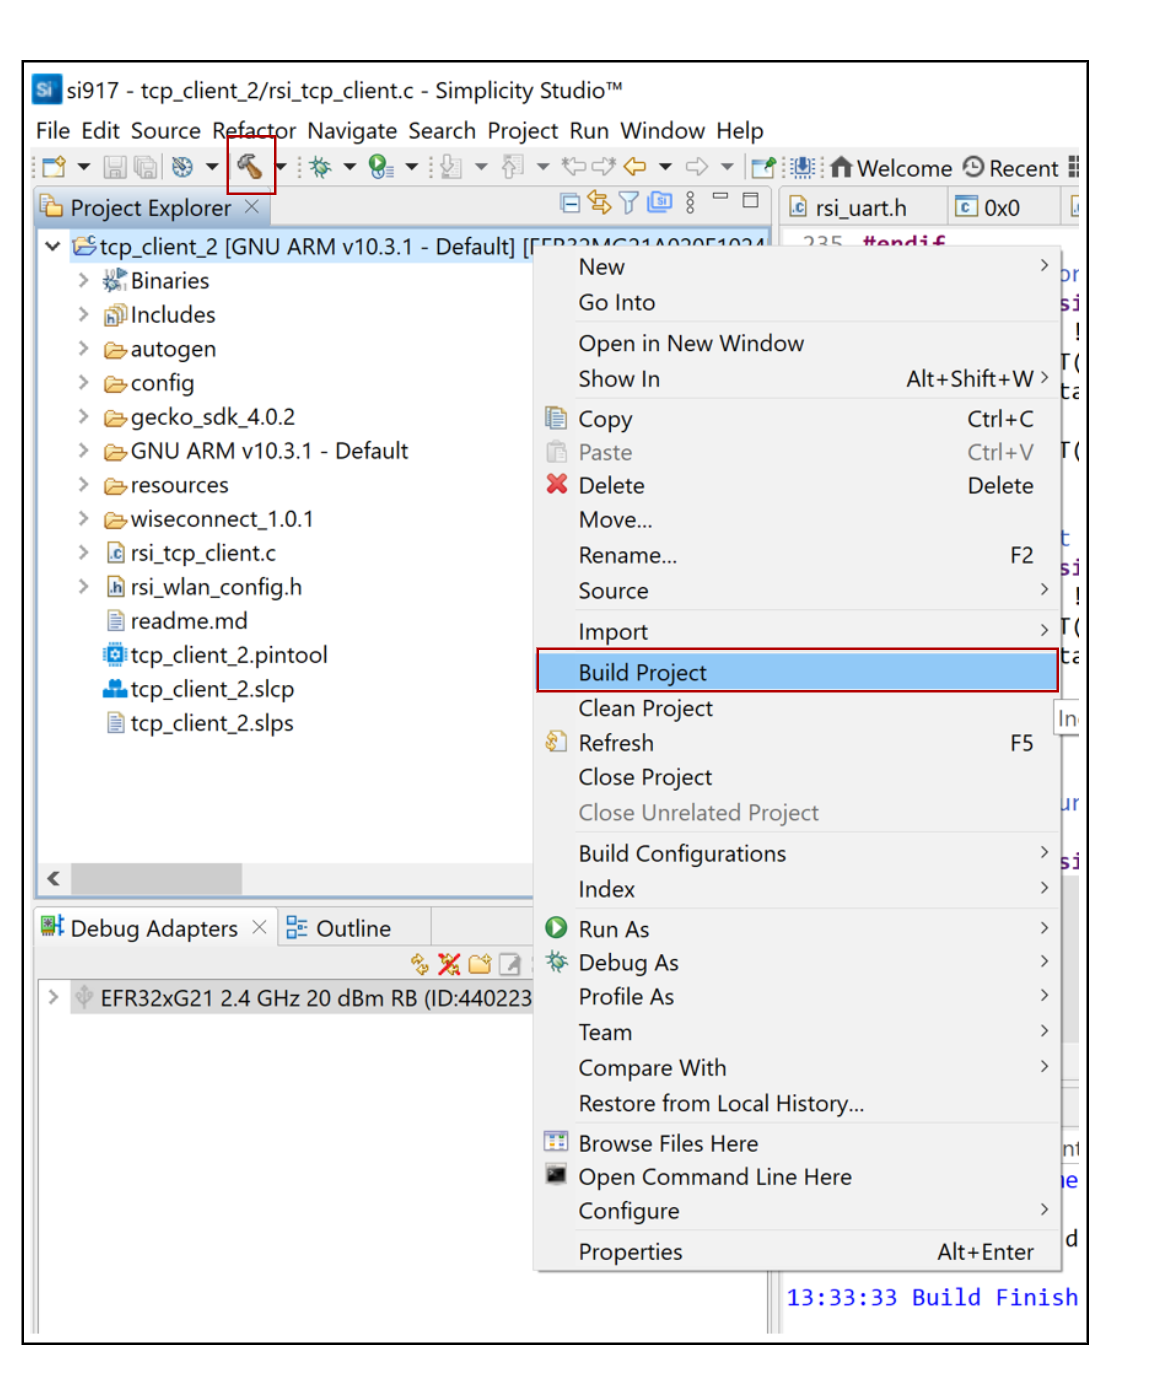 Si si917 - tcp_client_2/rsi_tcp_client.c - Simplicity Studio™
File Edit Source Refactor Navigate Search Project Run Window Help
Welcome Recent
Project Explorer
rsi_uart.h
0x0
tcp_client_2 [GNU ARM v10.3.1 - Default] [EFR32MG21A020F1024
Binaries
Includes
autogen
config
gecko_sdk_4.0.2
GNU ARM v10.3.1 - Default
resources
wiseconnect_1.0.1
rsi_tcp_client.c
rsi_wlan_config.h
readme.md
tcp_client_2.pintool
tcp_client_2.slcp
tcp_client_2.slps
235 #endif
New
Go Into
Open in New Window
Show In Alt+Shift+W
Copy Ctrl+C
Paste Ctrl+V
Delete Delete
Move...
Rename... F2
Source
Import
Build Project
Clean Project
Refresh F5
Close Project
Close Unrelated Project
Build Configurations
Index
Run As
Debug As
Profile As
Team
Compare With
Restore from Local History...
Browse Files Here
Open Command Line Here
Configure
Properties Alt+Enter
Debug Adapters
Outline
EFR32xG21 2.4 GHz 20 dBm RB (ID:440223
13:33:33 Build Finish